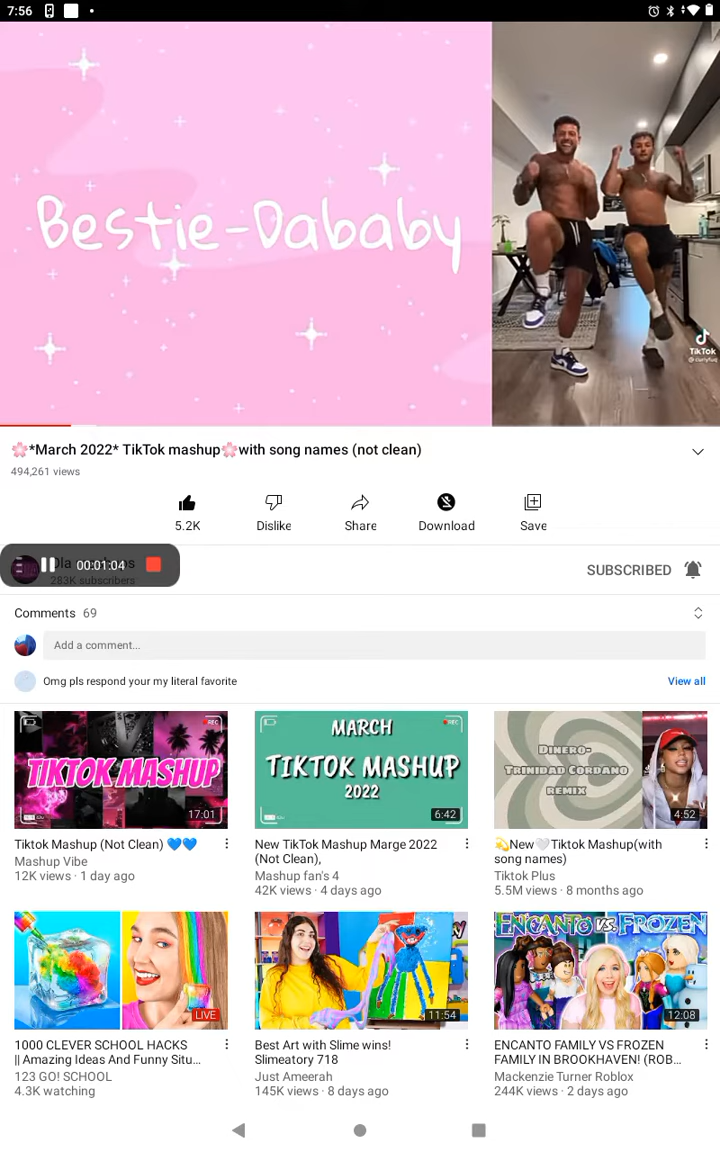 7:56
Bestie-Dababy
TikTok
🌸*March 2022* TikTok mashup🌸with song names (not clean)
494,261 views
5.2K
Dislike
Share
Download
Save
00:01:04
283K subscribers
SUBSCRIBED
Comments 69
Add a comment...
Omg pls respond your my literal favorite
View all
REC
TIKTOK MASHUP
17:01
Tiktok Mashup (Not Clean) 💙💙
Mashup Vibe
12K views · 1 day ago
REC
MARCH
TIKTOK MASHUP
2022
6:42
New TikTok Mashup Marge 2022
(Not Clean),
Mashup fan's 4
42K views · 4 days ago
DINERO-
TRINIDAD CORDANO
REMIX
4:52
💫New🤍Tiktok Mashup(with
song names)
Tiktok Plus
5.5M views · 8 months ago
LIVE
1000 CLEVER SCHOOL HACKS
|| Amazing Ideas And Funny Situ...
123 GO! SCHOOL
4.3K watching
11:54
Best Art with Slime wins!
Slimeatory 718
Just Ameerah
145K views · 8 days ago
ENCANTO VS. FROZEN
12:08
ENCANTO FAMILY VS FROZEN
FAMILY IN BROOKHAVEN! (ROB...
Mackenzie Turner Roblox
244K views · 2 days ago